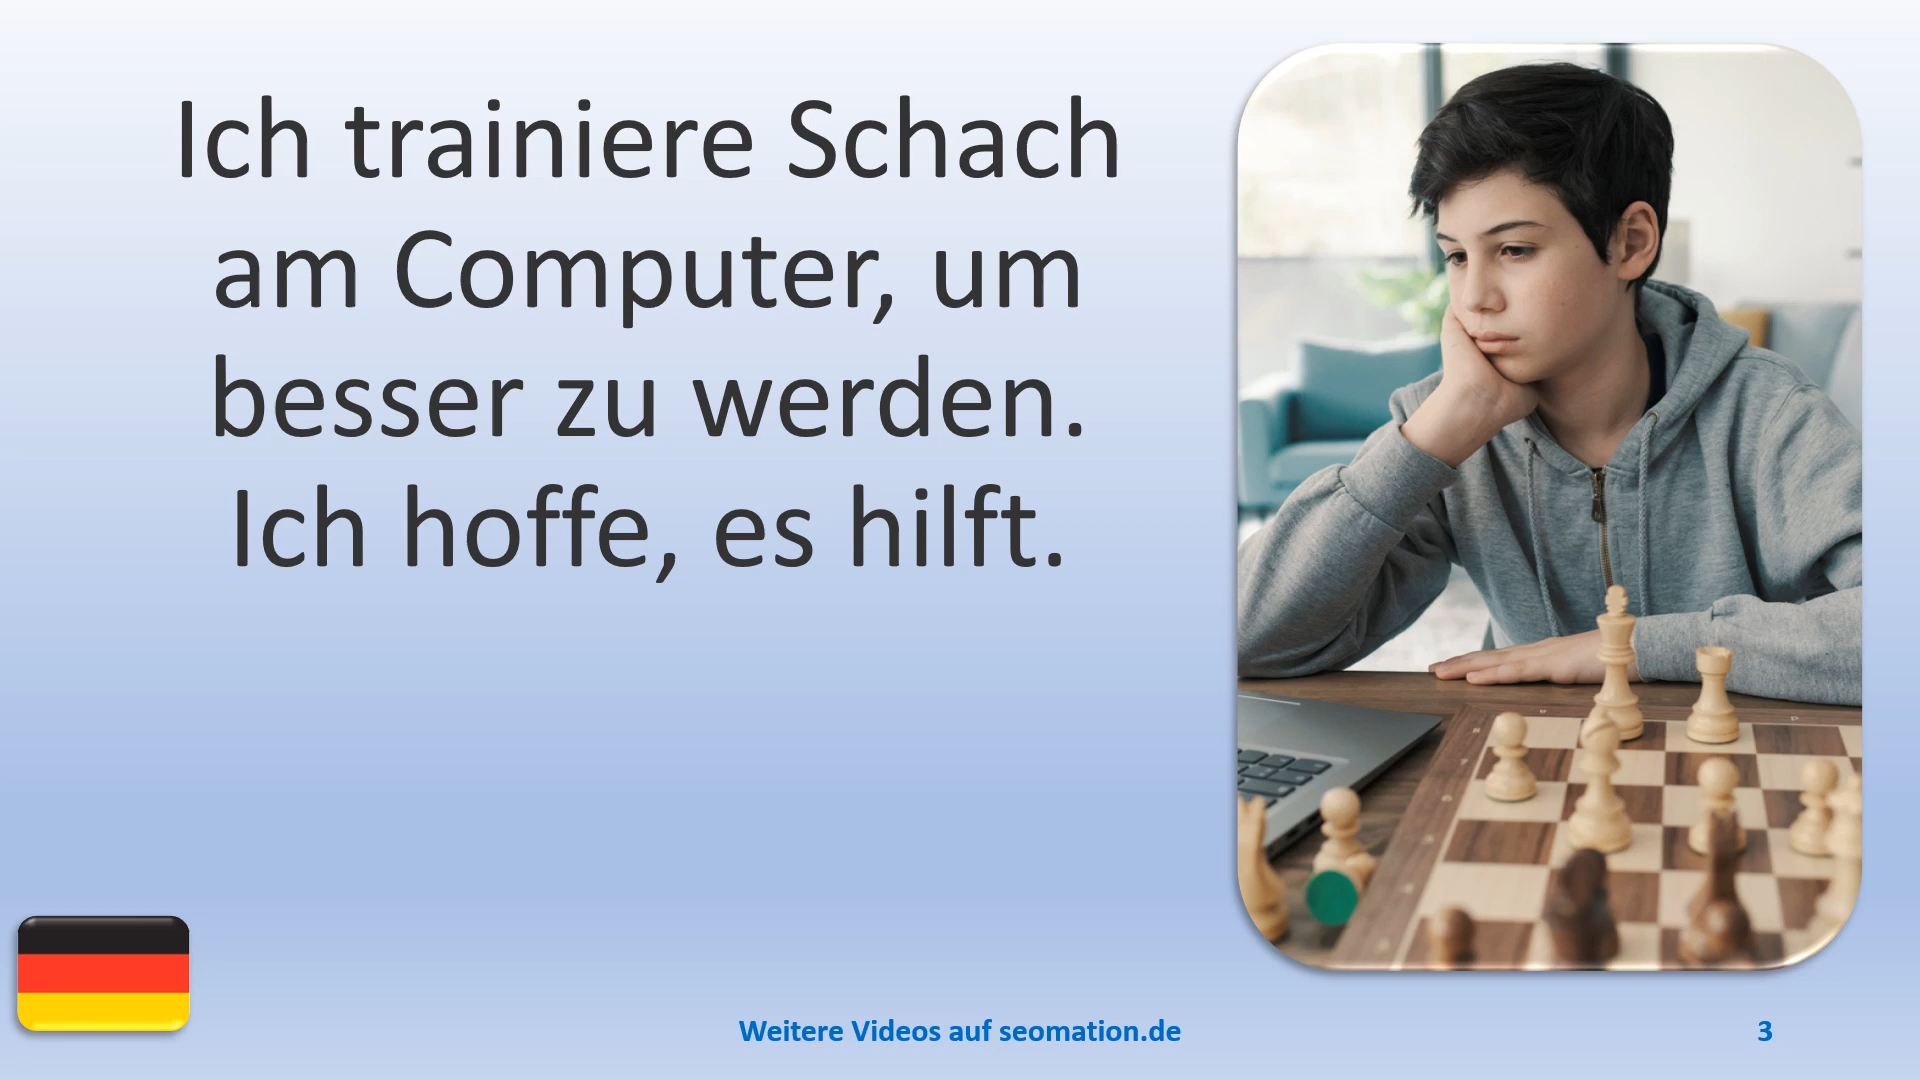 Ich trainiere Schach
am Computer, um
besser zu werden.
Ich hoffe, es hilft.
Weitere Videos auf seomation.de
3